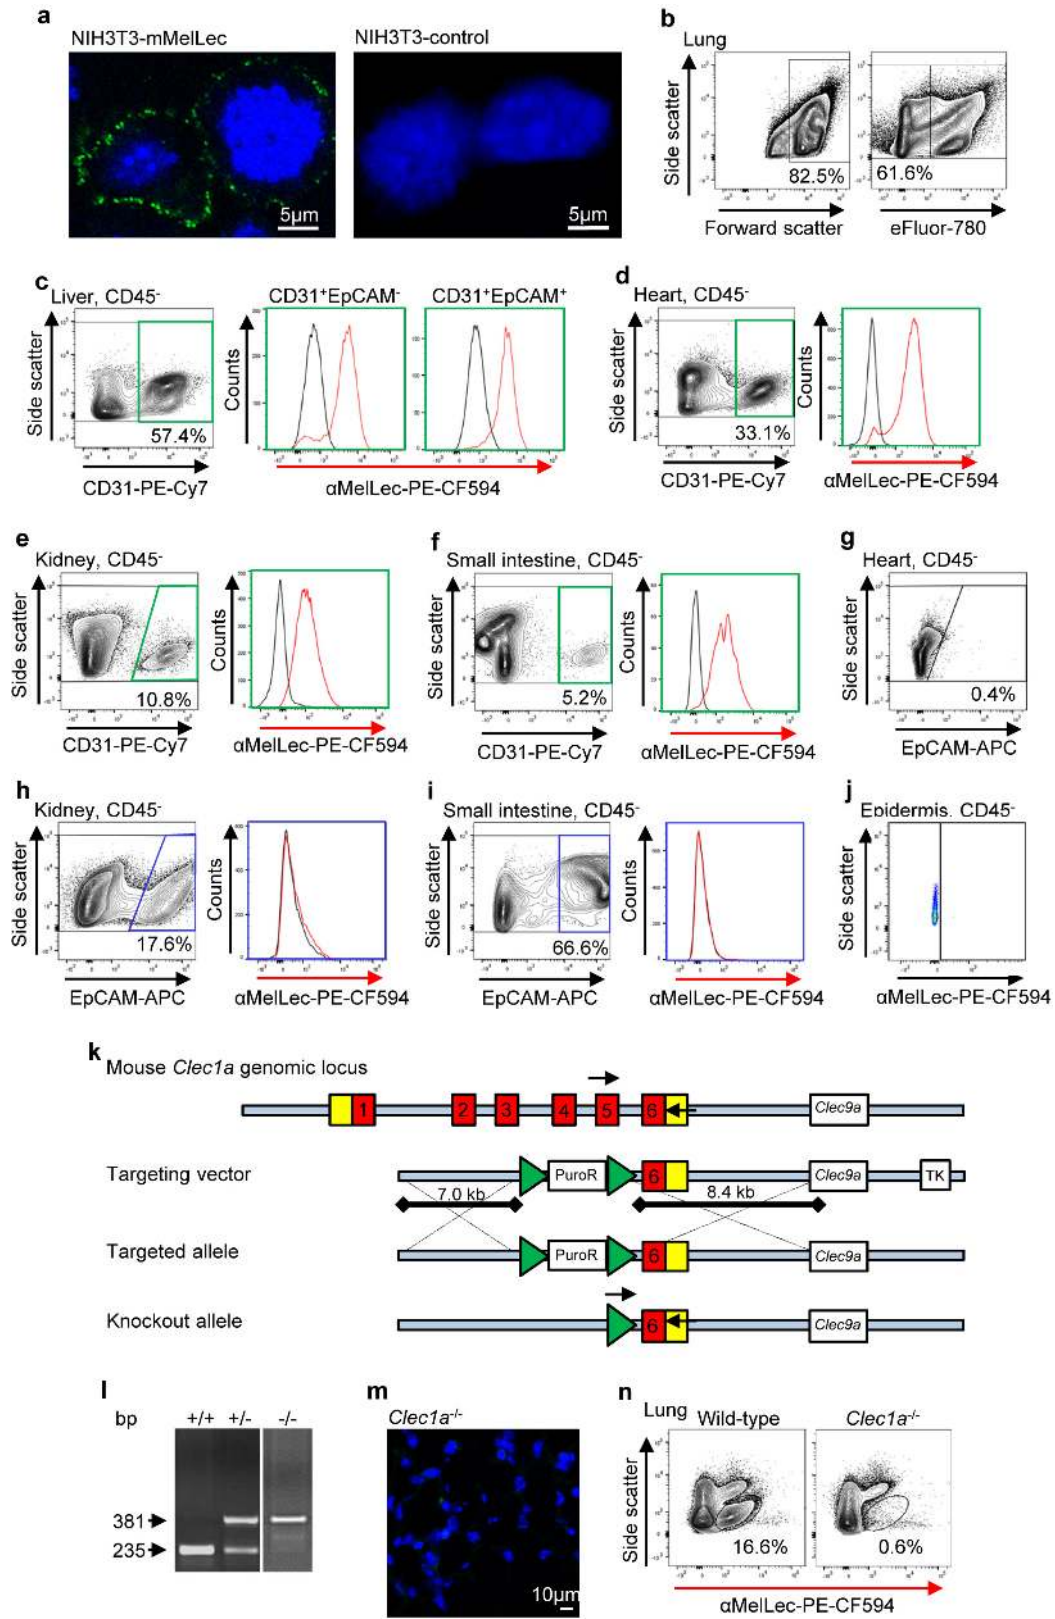 a
NIH3T3-mMelLec
NIH3T3-control
5µm
5µm
b
Lung
Side scatter
82.5%
61.6%
Forward scatter
eFluor-780
c
Liver, CD45-
CD31+EpCAM-
CD31+EpCAM+
Side scatter
57.4%
CD31-PE-Cy7
Counts
αMelLec-PE-CF594
d
Heart, CD45-
Side scatter
33.1%
CD31-PE-Cy7
Counts
αMelLec-PE-CF594
e
Kidney, CD45-
Side scatter
10.8%
CD31-PE-Cy7
Counts
αMelLec-PE-CF594
f
Small intestine, CD45-
Side scatter
5.2%
CD31-PE-Cy7
Counts
αMelLec-PE-CF594
g
Heart, CD45-
Side scatter
0.4%
EpCAM-APC
h
Kidney, CD45-
Side scatter
17.6%
EpCAM-APC
Counts
αMelLec-PE-CF594
i
Small intestine, CD45-
Side scatter
66.6%
EpCAM-APC
Counts
αMelLec-PE-CF594
j
Epidermis. CD45-
Side scatter
αMelLec-PE-CF594
k
Mouse Clec1a genomic locus
1 2 3 4 5 6 Clec9a
Targeting vector
PuroR 6 Clec9a TK
7.0 kb 8.4 kb
Targeted allele
PuroR 6 Clec9a
Knockout allele
6 Clec9a
l
bp +/+ +/- -/-
381
235
m
Clec1a-/-
10µm
n
Lung
Wild-type
Clec1a-/-
Side scatter
16.6%
0.6%
αMelLec-PE-CF594